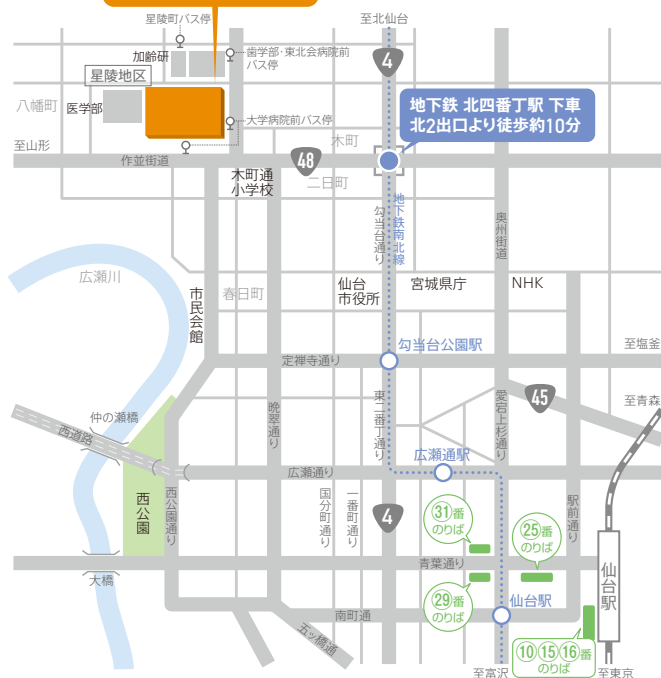 星陵町バス停
至北仙台
加齢研
歯学部・東北会病院前
バス停
4
星陵地区
八幡町
医学部
大学病院前バス停
地下鉄 北四番丁駅 下車
北2出口より徒歩約10分
木町
至山形
作並街道
48
木町通
小学校
二日町
地下鉄南北線
勾当台通り
奥州街道
広瀬川
市民会館
春日町
仙台
市役所
宮城県庁
NHK
勾当台公園駅
定禅寺通り
至塩釜
45
至青森
仲の瀬橋
西道路
晩翠通り
東二番丁通り
愛宕上杉通り
広瀬通駅
広瀬通り
西公園
西公園通り
国分町通り
一番町通り
4
㉛番
のりば
㉕番
のりば
駅前通り
青葉通り
仙台駅
大橋
㉙番
のりば
仙台駅
南町通
五ッ橋通
⑩⑮⑯番
のりば
至富沢
至東京